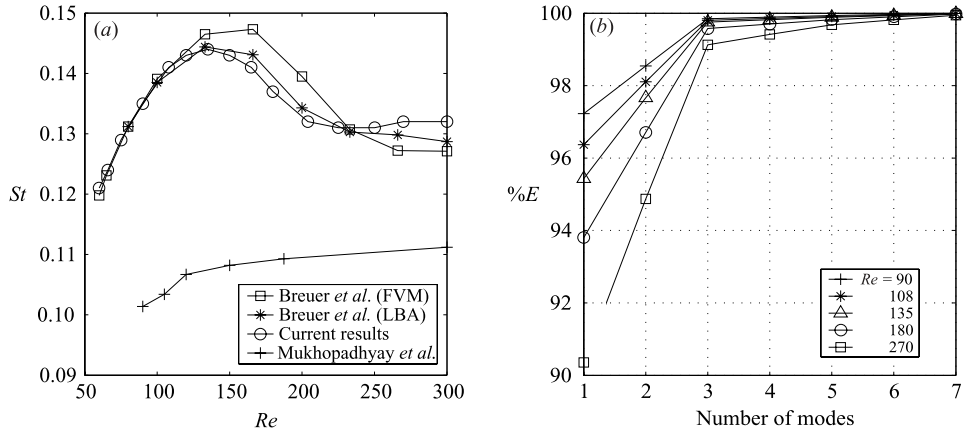 (a)
0.15
0.14
0.13
St
0.12
0.11
0.10
0.09
50
100
150
200
250
300
Re
Breuer et al. (FVM)
Breuer et al. (LBA)
Current results
Mukhopadhyay et al.
(b)
100
98
96
%E
94
92
90
1
2
3
4
5
6
7
Number of modes
Re = 90
108
135
180
270